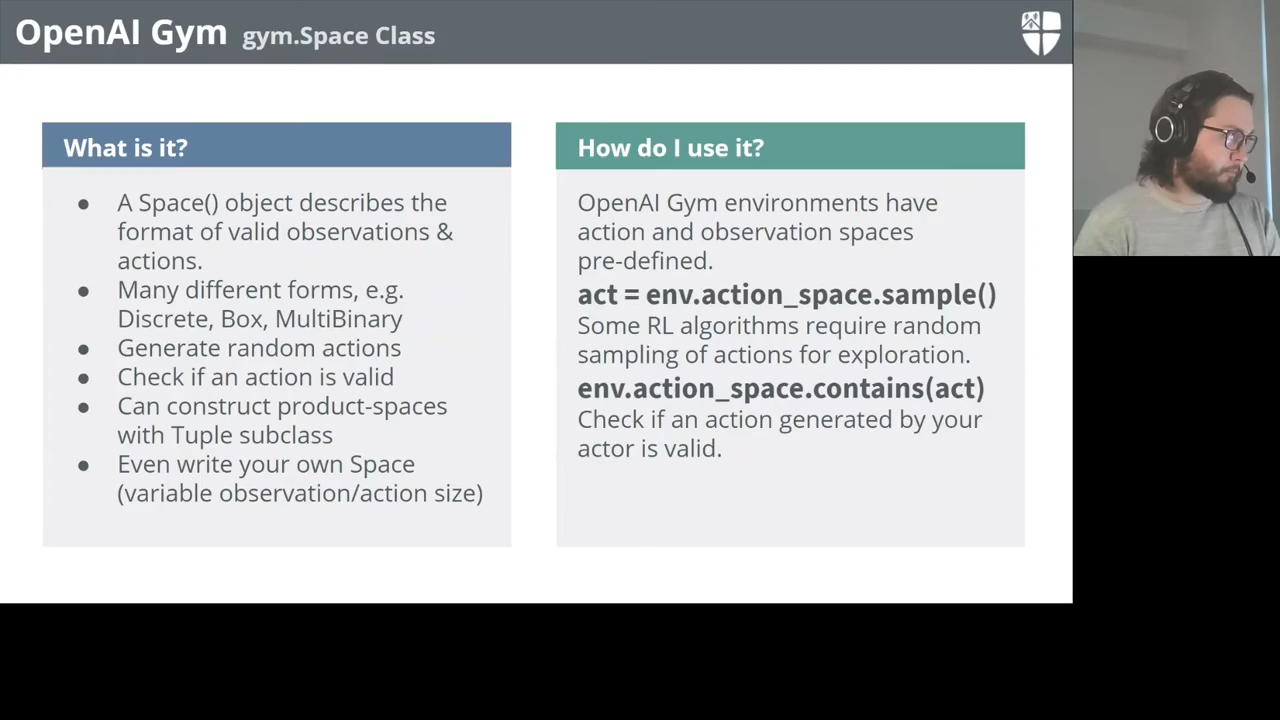 OpenAI Gym gym.Space Class
What is it?
● A Space() object describes the
format of valid observations &
actions.
● Many different forms, e.g.
Discrete, Box, MultiBinary
● Generate random actions
● Check if an action is valid
● Can construct product-spaces
with Tuple subclass
● Even write your own Space
(variable observation/action size)
How do I use it?
OpenAI Gym environments have
action and observation spaces
pre-defined.
act = env.action_space.sample()
Some RL algorithms require random
sampling of actions for exploration.
env.action_space.contains(act)
Check if an action generated by your
actor is valid.